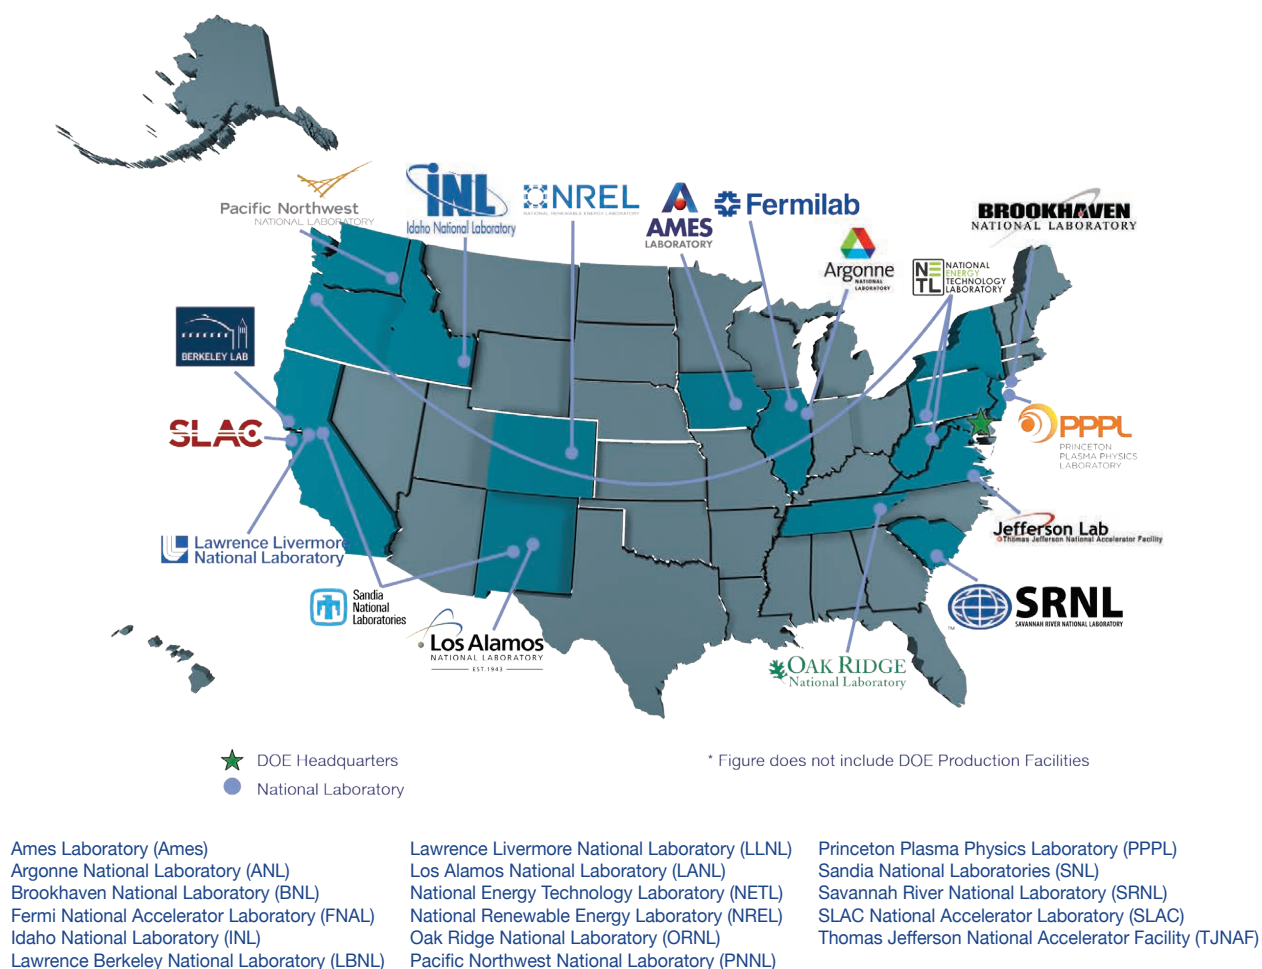 Pacific Northwest
NATIONAL LABORATORY
INL
Idaho National Laboratory
NREL
NATIONAL RENEWABLE ENERGY LABORATORY
AMES
LABORATORY
Fermilab
Argonne
NATIONAL
LABORATORY
NETL
NATIONAL
ENERGY
TECHNOLOGY
LABORATORY
BROOKHAVEN
NATIONAL LABORATORY
BERKELEY LAB
SLAC
PPPL
PRINCETON
PLASMA PHYSICS
LABORATORY
Lawrence Livermore
National Laboratory
Jefferson Lab
Thomas Jefferson National Accelerator Facility
Sandia
National
Laboratories
Los Alamos
NATIONAL LABORATORY
EST. 1943
SRNL
SAVANNAH RIVER NATIONAL LABORATORY
TM
OAK RIDGE
National Laboratory
DOE Headquarters
* Figure does not include DOE Production Facilities
National Laboratory
Ames Laboratory (Ames)
Argonne National Laboratory (ANL)
Brookhaven National Laboratory (BNL)
Fermi National Accelerator Laboratory (FNAL)
Idaho National Laboratory (INL)
Lawrence Berkeley National Laboratory (LBNL)
Lawrence Livermore National Laboratory (LLNL)
Los Alamos National Laboratory (LANL)
National Energy Technology Laboratory (NETL)
National Renewable Energy Laboratory (NREL)
Oak Ridge National Laboratory (ORNL)
Pacific Northwest National Laboratory (PNNL)
Princeton Plasma Physics Laboratory (PPPL)
Sandia National Laboratories (SNL)
Savannah River National Laboratory (SRNL)
SLAC National Accelerator Laboratory (SLAC)
Thomas Jefferson National Accelerator Facility (TJNAF)